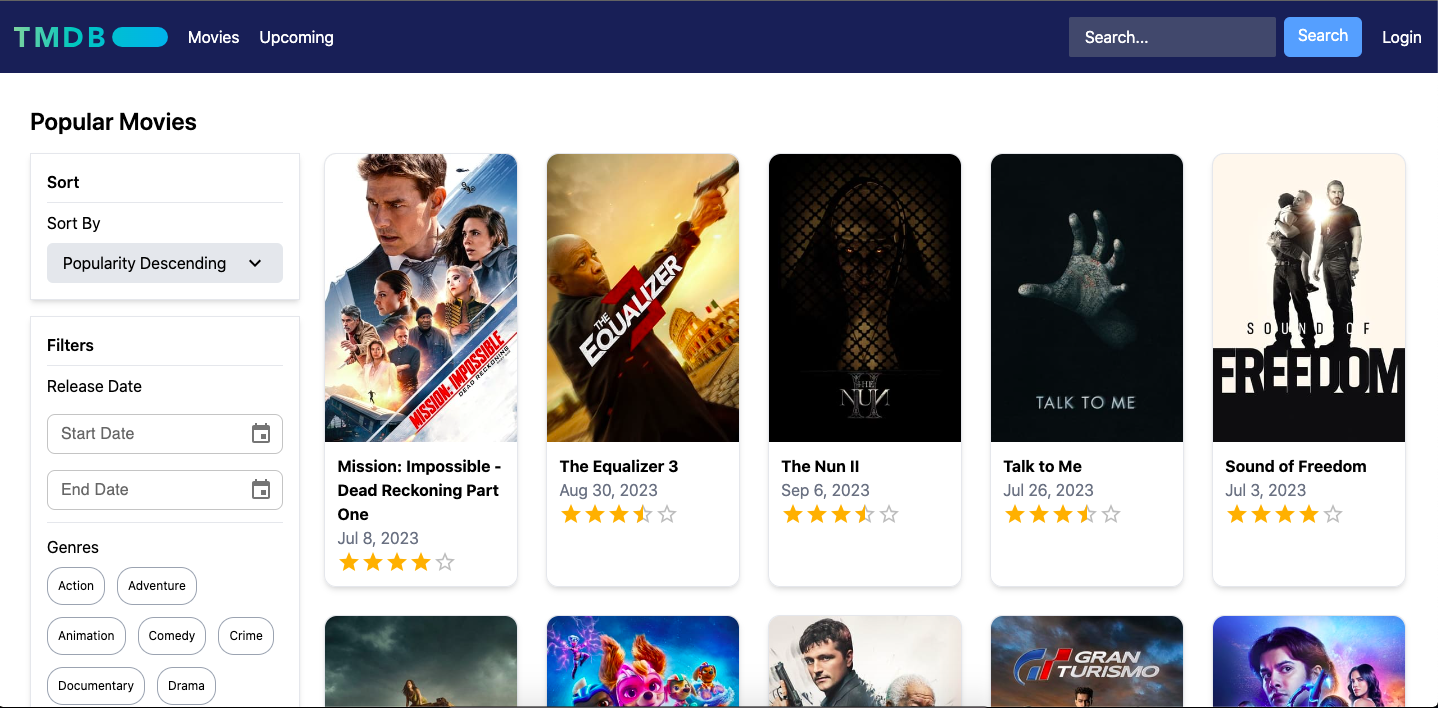 TMDB
Movies
Upcoming
Search...
Search
Login
Popular Movies
Sort
Sort By
Popularity Descending
Filters
Release Date
Start Date
End Date
Genres
Action
Adventure
Animation
Comedy
Crime
Documentary
Drama
MISSION: IMPOSSIBLE
DEAD RECKONING
Mission: Impossible -
Dead Reckoning Part
One
Jul 8, 2023
THE
EQUALIZER
3
The Equalizer 3
Aug 30, 2023
THE
II
NUN
The Nun II
Sep 6, 2023
TALK TO ME
Talk to Me
Jul 26, 2023
SOUND OF
FREEDOM
Sound of Freedom
Jul 3, 2023
GRAN
TURISMO